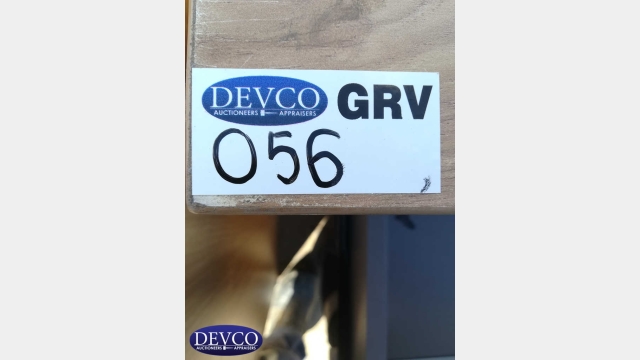 DEVCO GRV
AUCTIONEERS APPRAISERS
056
DEVCO
AUCTIONEERS APPRAISERS